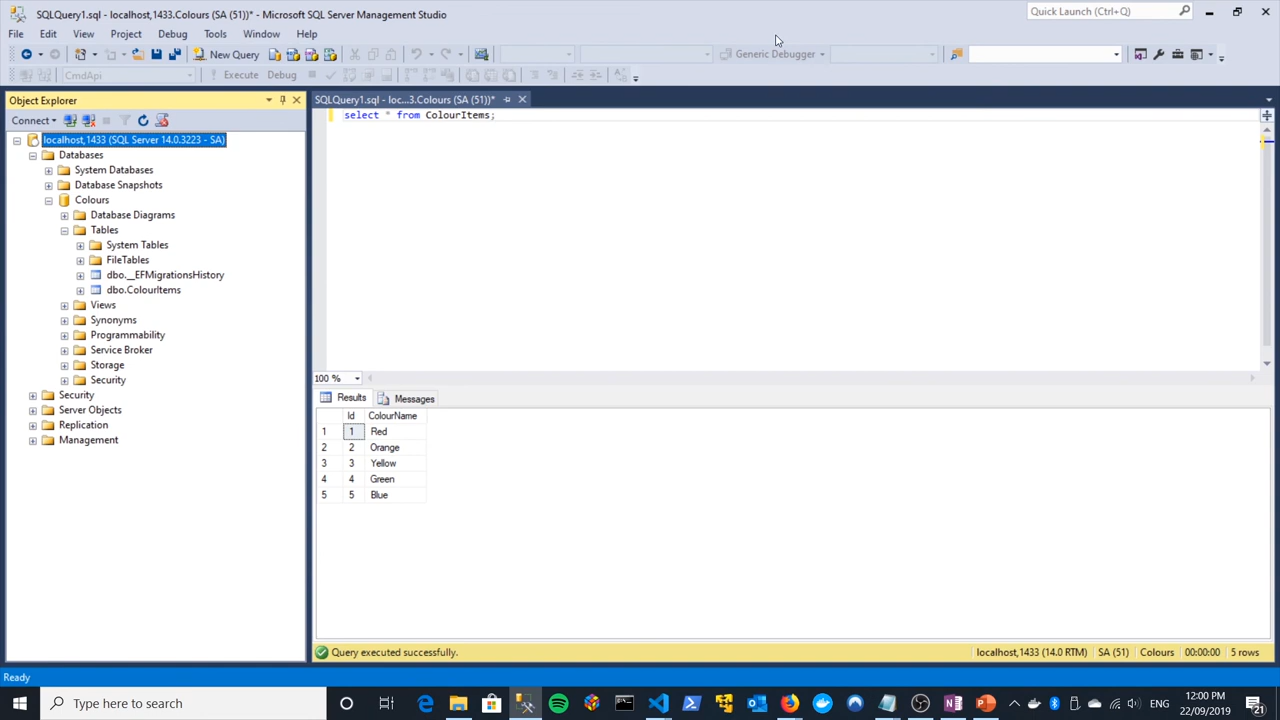 SQLQuery1.sql - localhost,1433.Colours (SA (51))* - Microsoft SQL Server Management Studio
Quick Launch (Ctrl+Q)
File Edit View Project Debug Tools Window Help
New Query
Generic Debugger
CmdApi
Execute Debug
Object Explorer
SQLQuery1.sql - loc...3.Colours (SA (51))*
Connect
select * from ColourItems;
localhost,1433 (SQL Server 14.0.3223 - SA)
Databases
System Databases
Database Snapshots
Colours
Database Diagrams
Tables
System Tables
FileTables
dbo.__EFMigrationsHistory
dbo.ColourItems
Views
Synonyms
Programmability
Service Broker
Storage
Security
Security
Server Objects
Replication
Management
100 %
Results Messages
Id ColourName
1 1 Red
2 2 Orange
3 3 Yellow
4 4 Green
5 5 Blue
Query executed successfully.
localhost,1433 (14.0 RTM) SA (51) Colours 00:00:00 5 rows
Ready
Type here to search
ENG
12:00 PM
22/09/2019
21